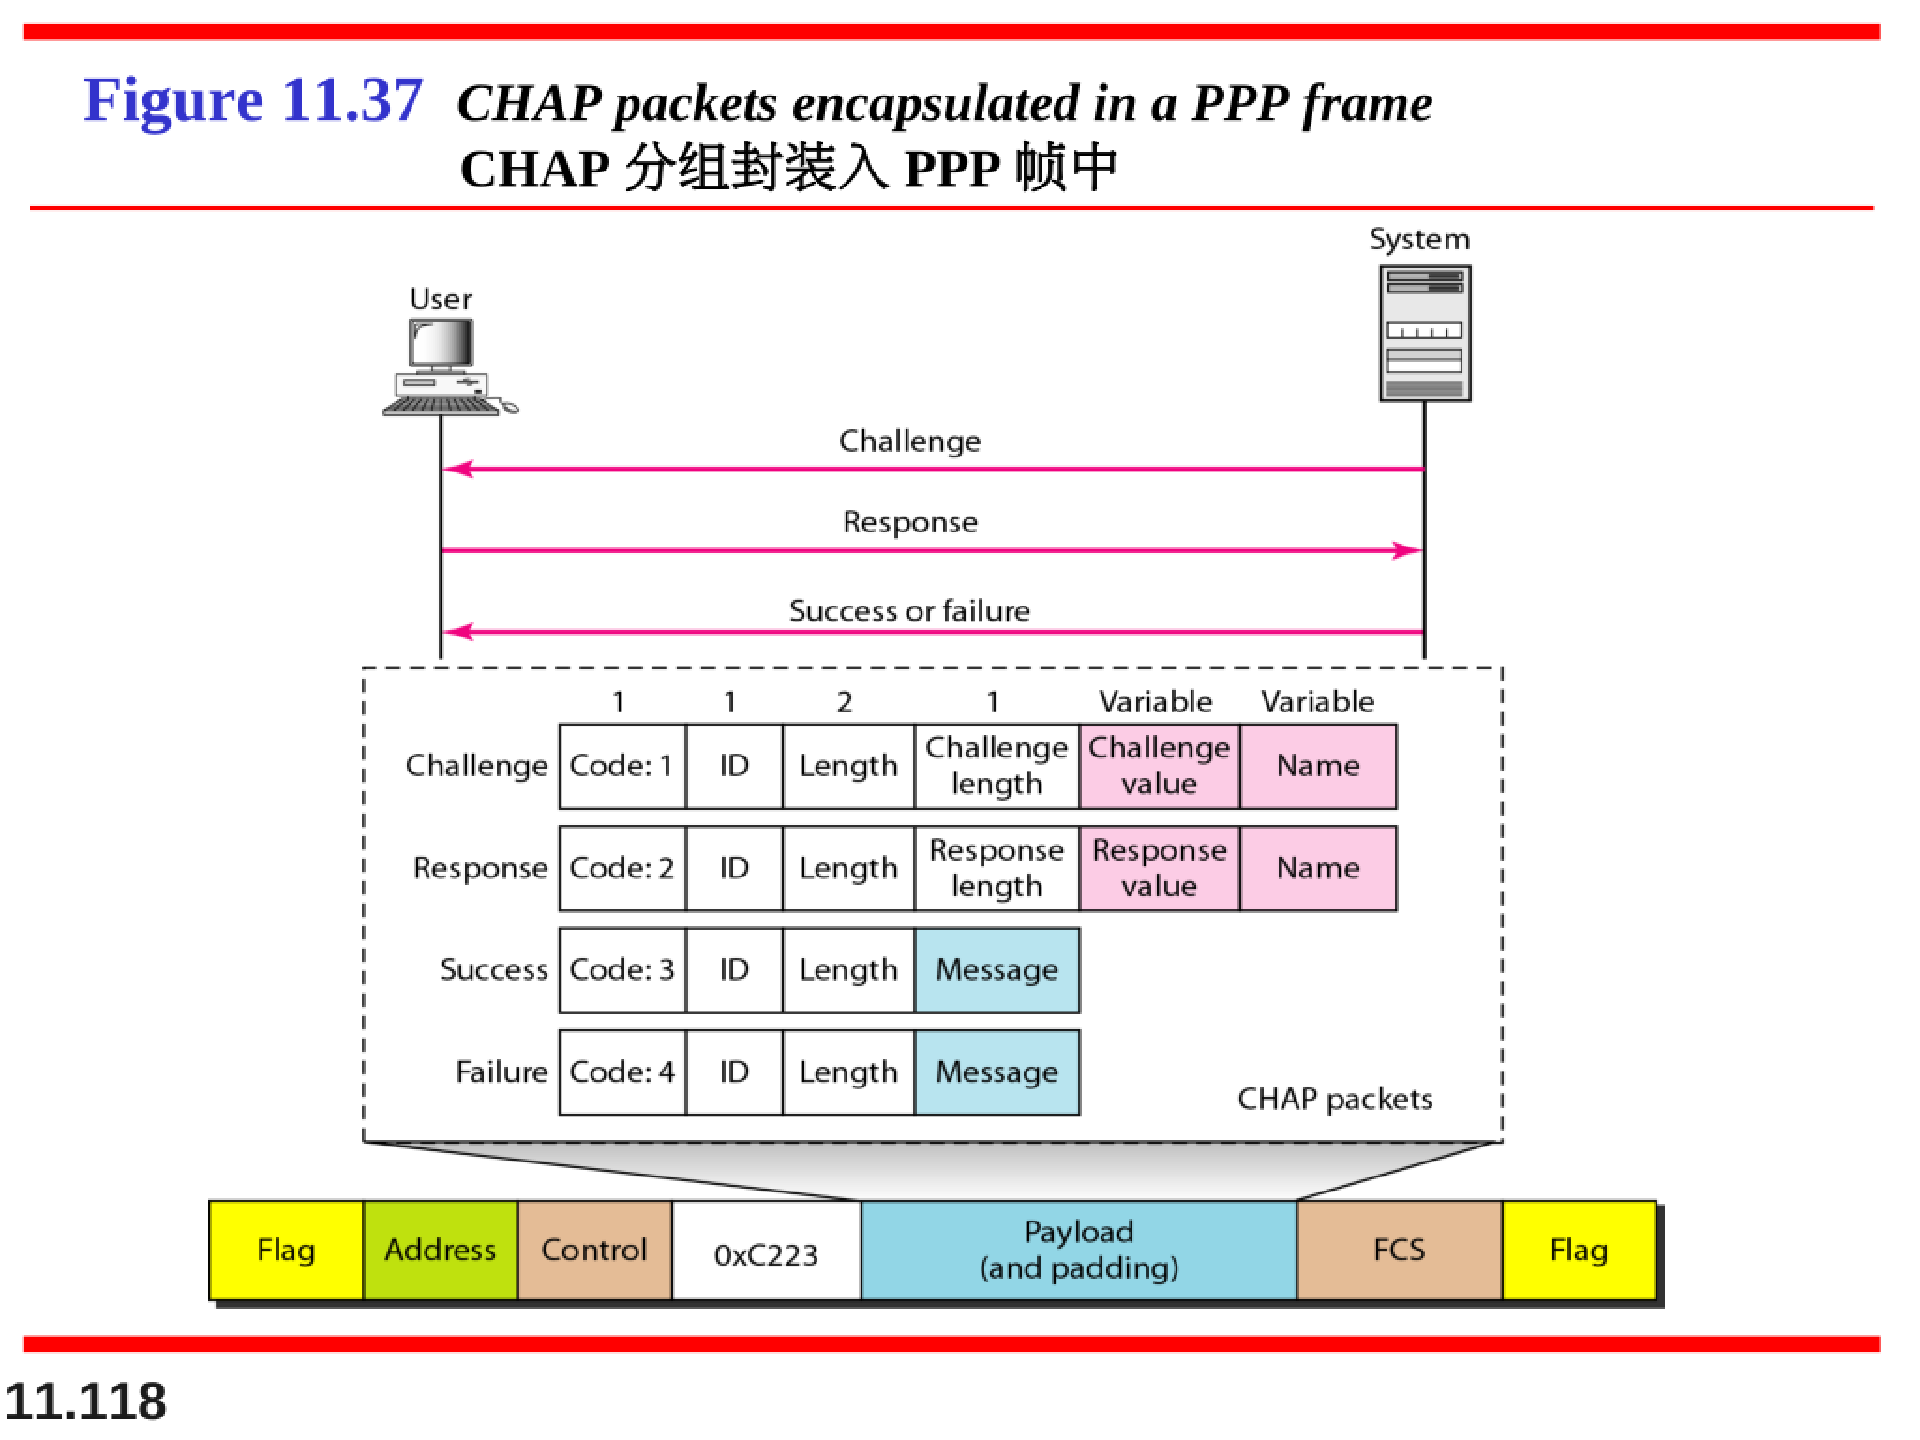 Figure 11.37 CHAP packets encapsulated in a PPP frame
CHAP 分组封装入 PPP 帧中
System
User
Challenge
Response
Success or failure
1 1 2 1 Variable Variable
Challenge Code: 1 ID Length Challenge length Challenge value Name
Response Code: 2 ID Length Response length Response value Name
Success Code: 3 ID Length Message
Failure Code: 4 ID Length Message
CHAP packets
Flag Address Control 0xC223 Payload (and padding) FCS Flag
11.118